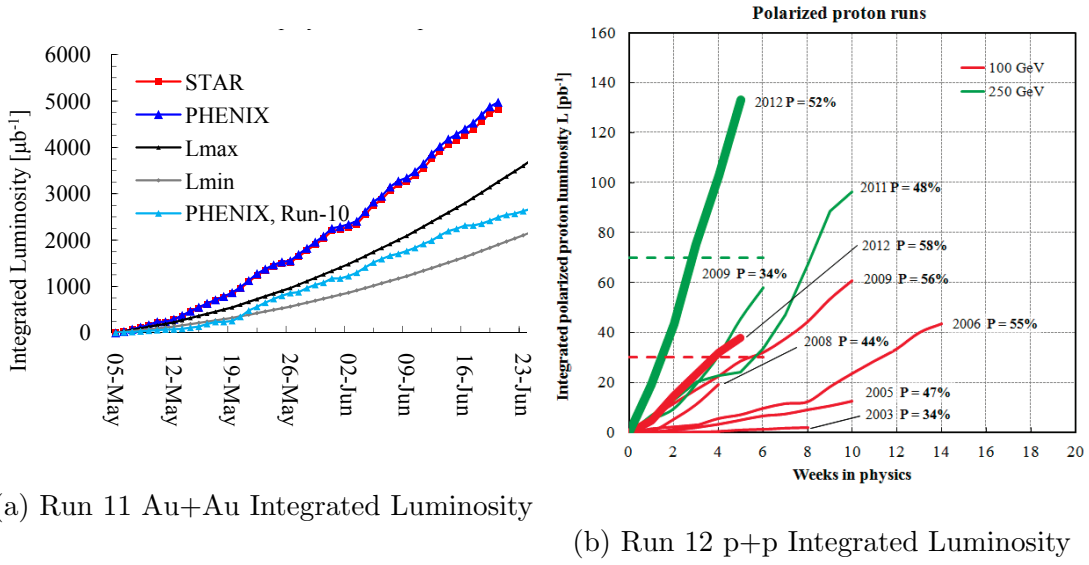 6000
5000
4000
3000
2000
1000
0
Integrated Luminosity [μb⁻¹]
STAR
PHENIX
Lmax
Lmin
PHENIX, Run-10
05-May
12-May
19-May
26-May
02-Jun
09-Jun
16-Jun
23-Jun
(a) Run 11 Au+Au Integrated Luminosity
Polarized proton runs
160
140
120
100
80
60
40
20
0
Integrated polarized proton luminosity L [pb⁻¹]
100 GeV
250 GeV
2012 P = 52%
2011 P = 48%
2012 P = 58%
2009 P = 34%
2009 P = 56%
2006 P = 55%
2008 P = 44%
2005 P = 47%
2003 P = 34%
0 2 4 6 8 10 12 14 16 18 20
Weeks in physics
(b) Run 12 p+p Integrated Luminosity